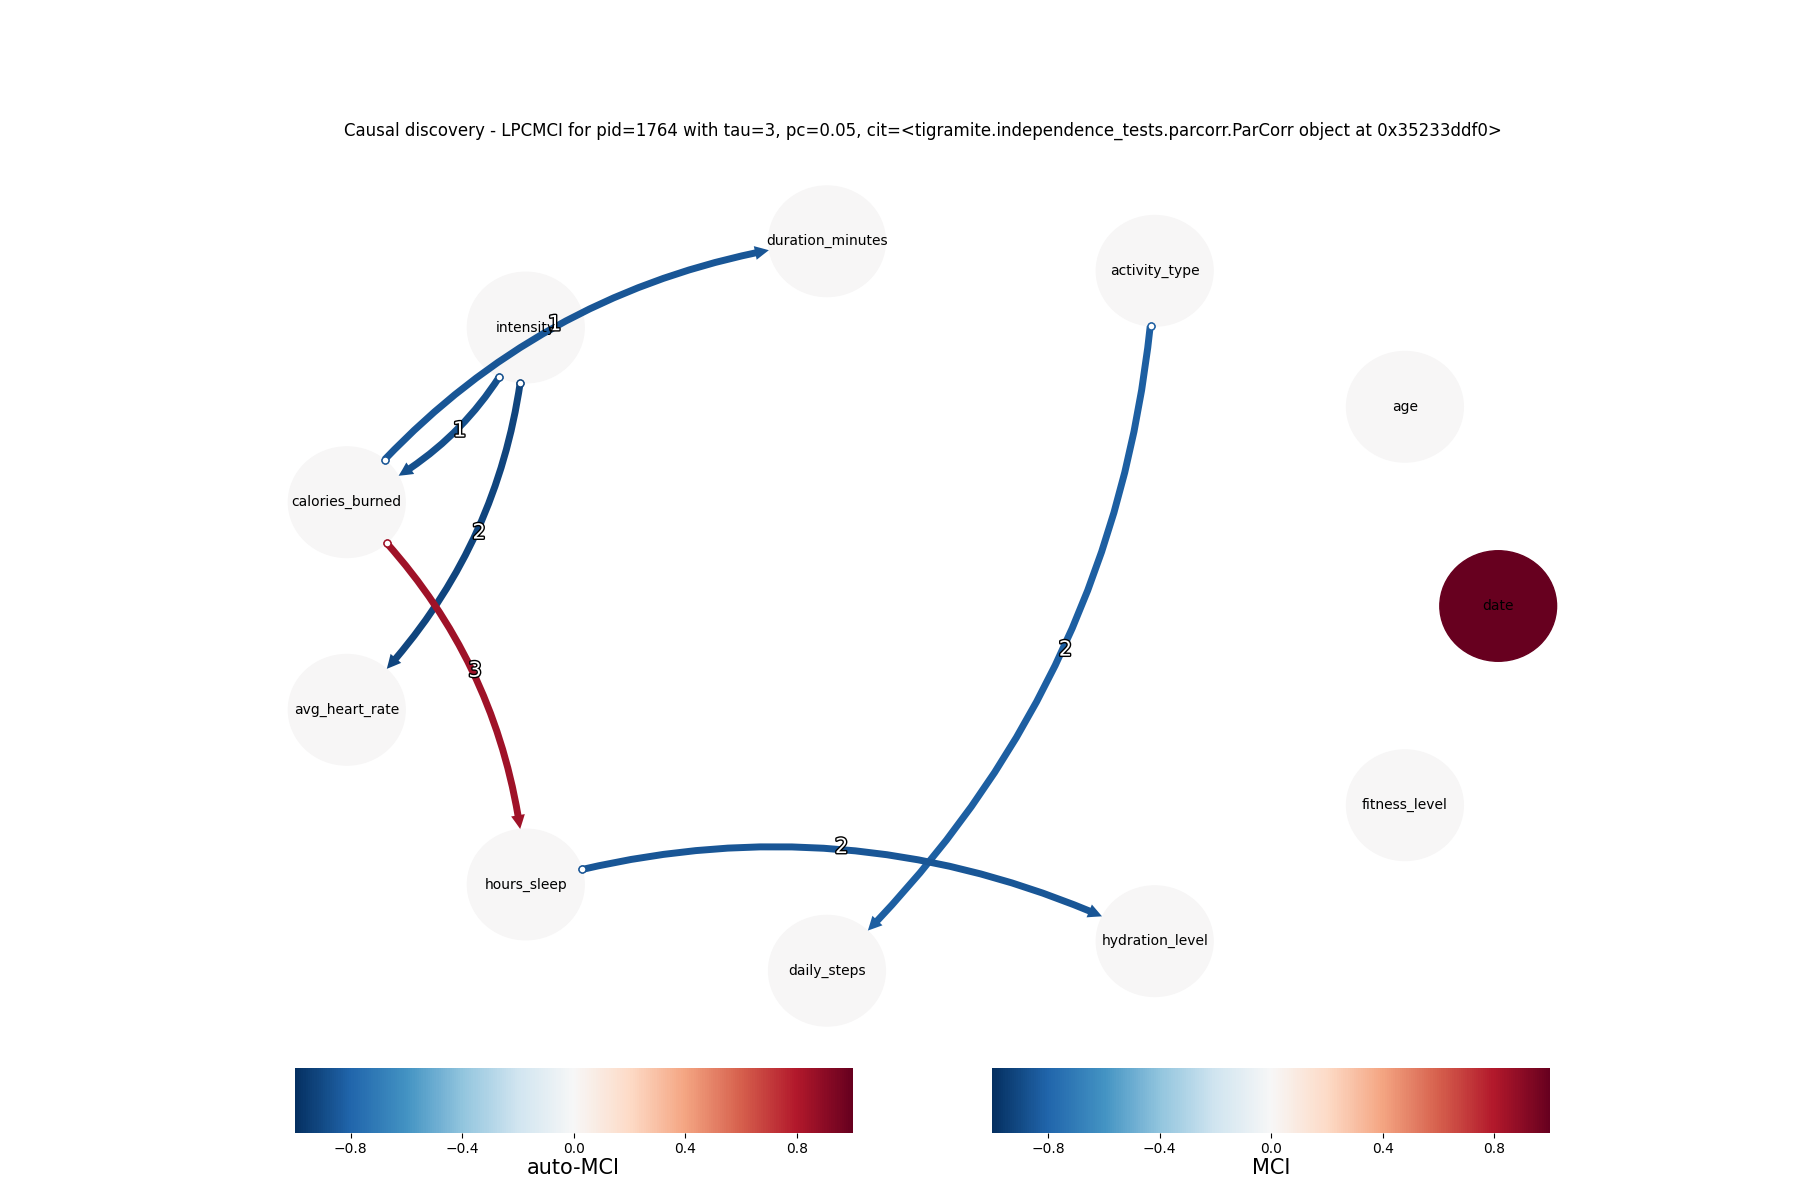 Causal discovery - LPCMCI for pid=1764 with tau=3, pc=0.05, cit=<tigramite.independence_tests.parcorr.ParCorr object at 0x35233ddf0>
duration_minutes
activity_type
intensity
1
age
1
calories_burned
2
date
2
3
avg_heart_rate
fitness_level
2
hours_sleep
hydration_level
daily_steps
−0.8 −0.4 0.0 0.4 0.8
auto-MCI
−0.8 −0.4 0.0 0.4 0.8
MCI